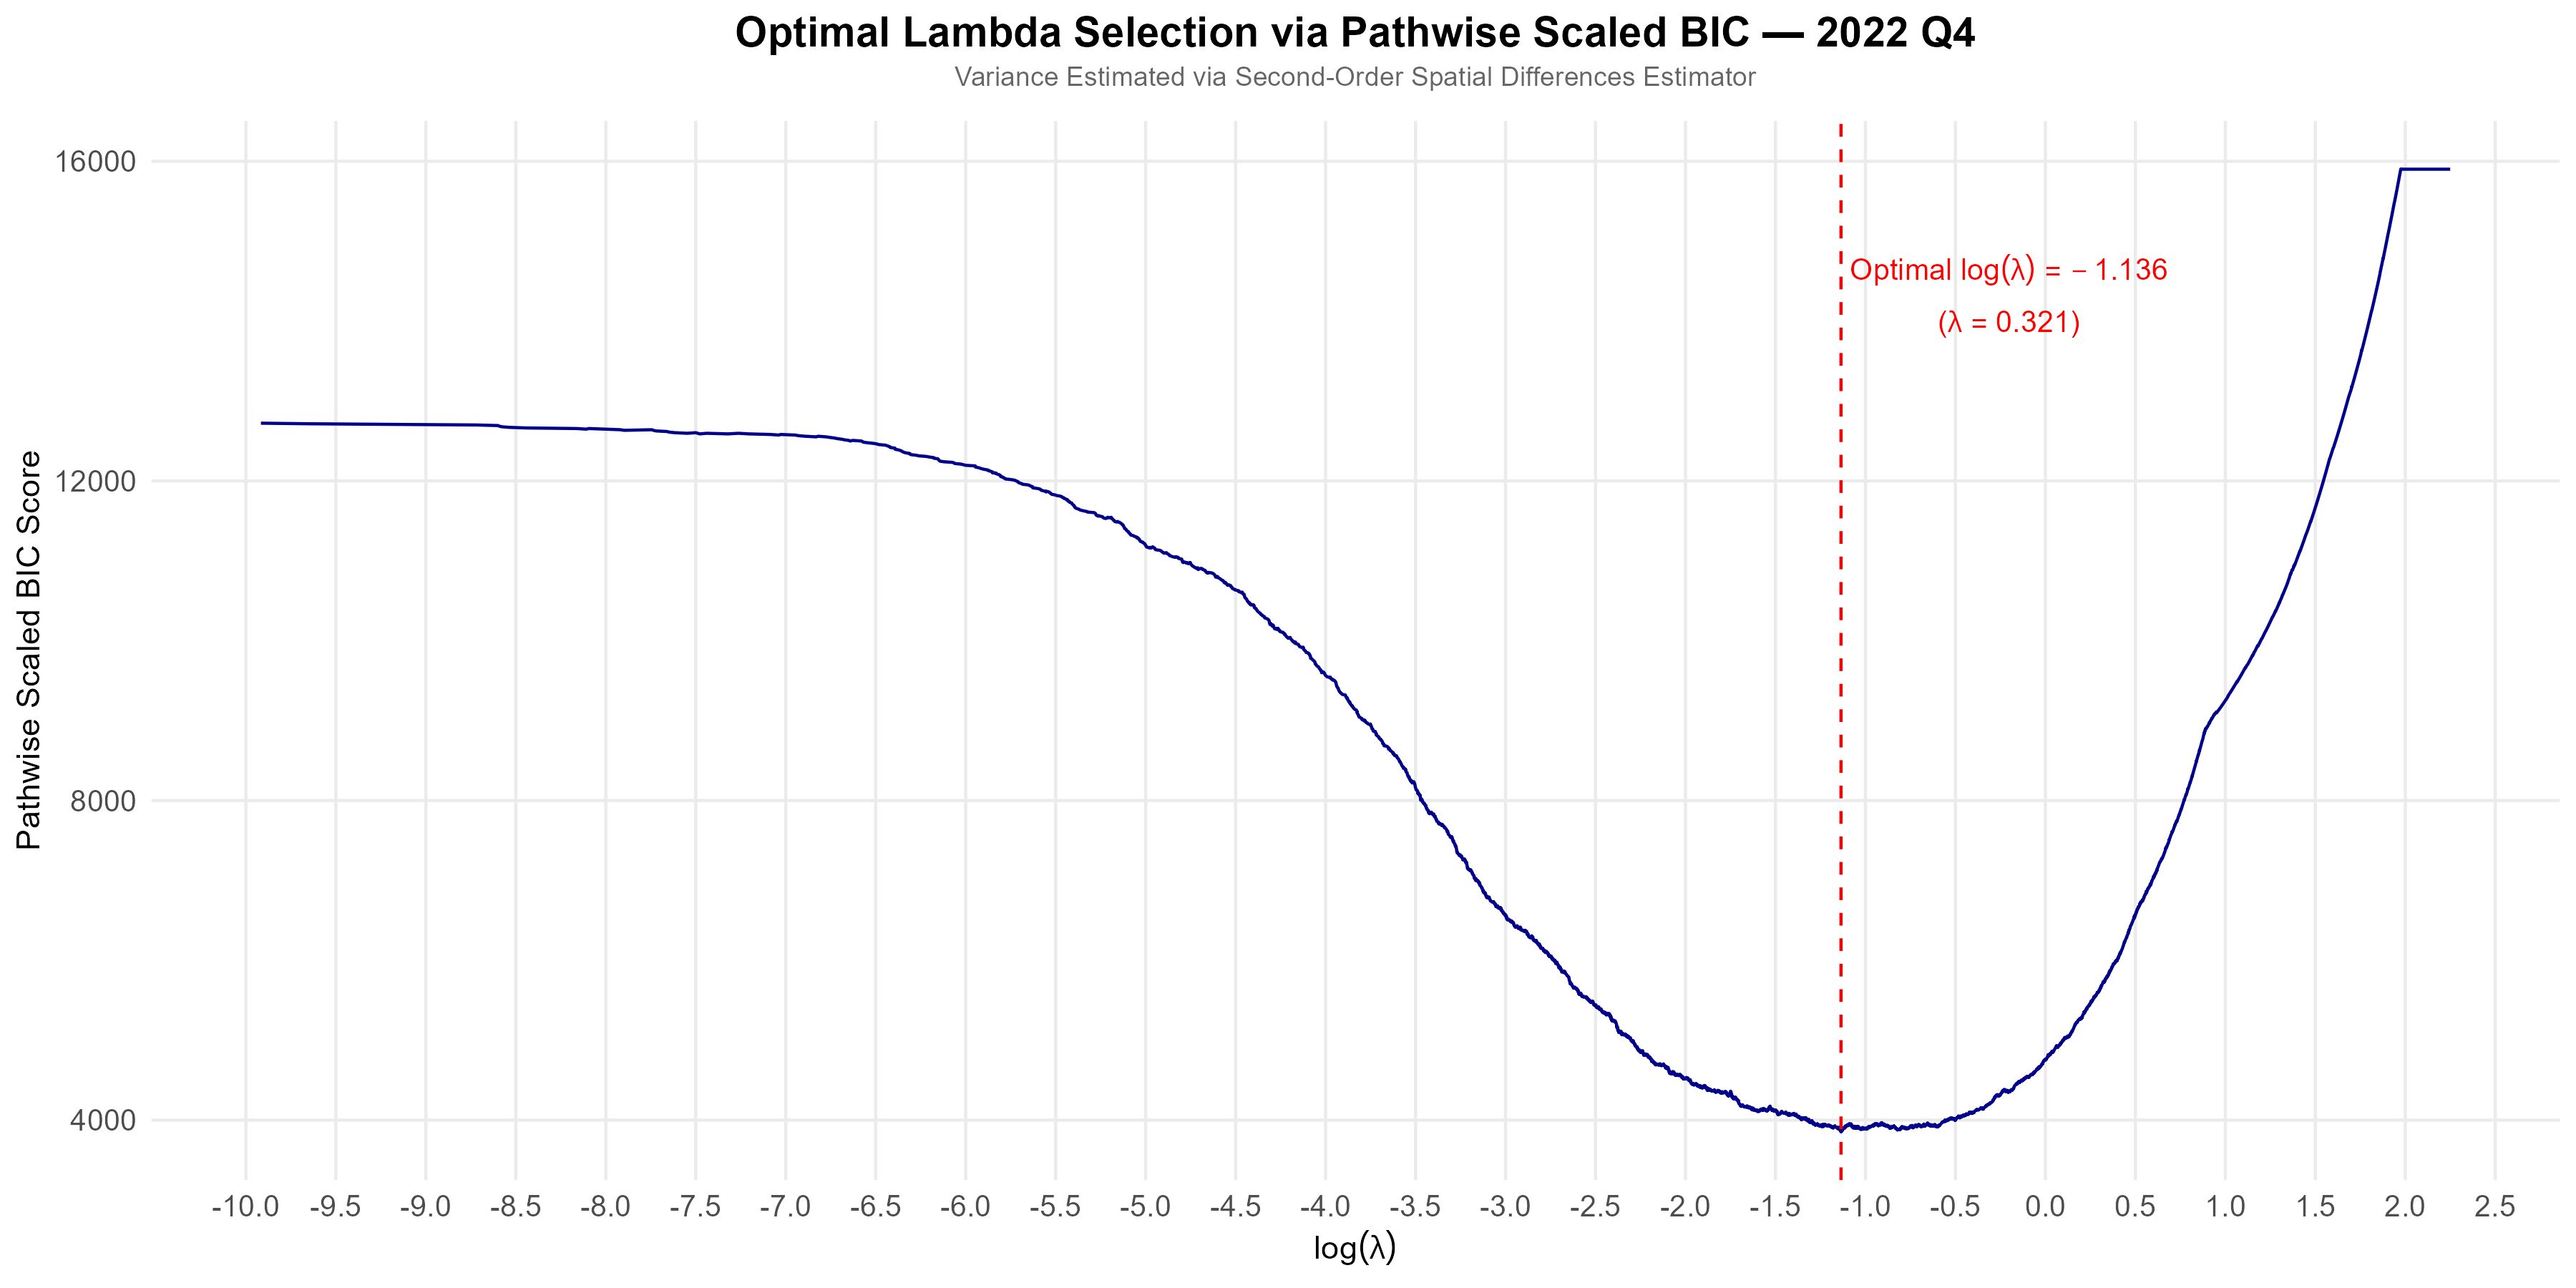 Optimal Lambda Selection via Pathwise Scaled BIC — 2022 Q4
Variance Estimated via Second-Order Spatial Differences Estimator
Pathwise Scaled BIC Score
16000
12000
8000
4000
Optimal log(λ) = − 1.136
(λ = 0.321)
-10.0 -9.5 -9.0 -8.5 -8.0 -7.5 -7.0 -6.5 -6.0 -5.5 -5.0 -4.5 -4.0 -3.5 -3.0 -2.5 -2.0 -1.5 -1.0 -0.5 0.0 0.5 1.0 1.5 2.0 2.5
log(λ)